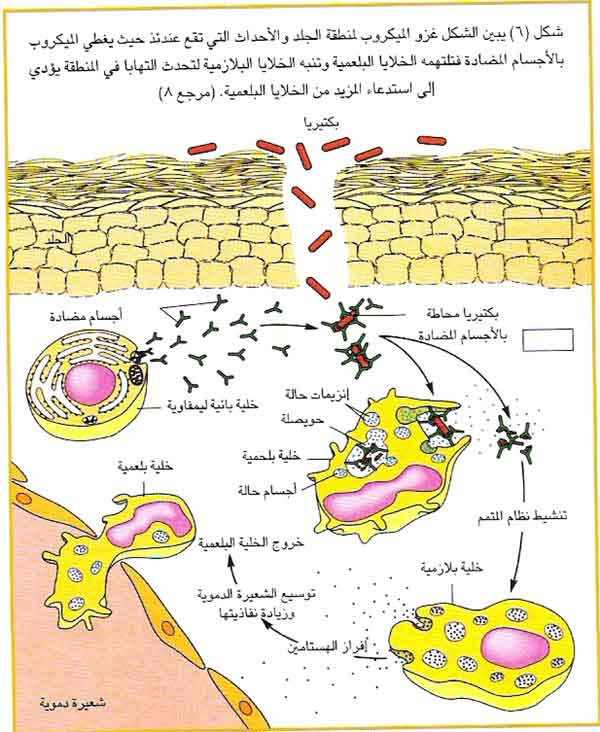 شكل (٦) يبين الشكل غزو الميكروب لمنطقة الجلد والأحداث التي تقع عندئذ حيث يغطي الميكروب
بالأجسام المضادة فتلتهمه الخلايا البلعمية وتنبه الخلايا البلازمية لتحدث التهابا في المنطقة يؤدي
إلى استدعاء المزيد من الخلايا البلعمية. (مرجع ٨)
بكتيريا
الجلد
أجسام مضادة
بكتيريا محاطة
بالأجسام المضادة
خلية بائية ليمفاوية
إنزيمات حالة
حويصلة
خلية بلحمية
أجسام حالة
خلية بلعمية
تنشيط نظام المتمم
خروج الخلية البلعمية
خلية بلازمية
توسيع الشعيرة الدموية
وزيادة نفاذيتها
إفراز الهستامين
شعيرة دموية